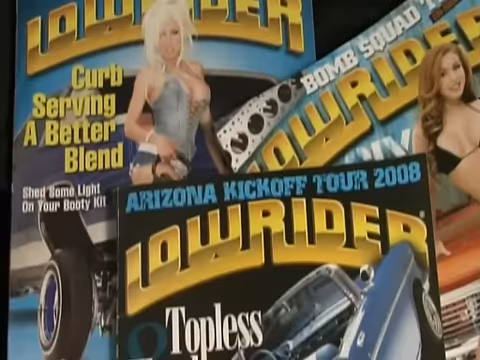 LOWRIDER
Curb
Serving
A Better
Blend
Shed Some Light
On Your Booty Kit
BOMB SQUAD
LOWRIDER
DIY
ARIZONA KICKOFF TOUR 2008
LOWRIDER
Topless